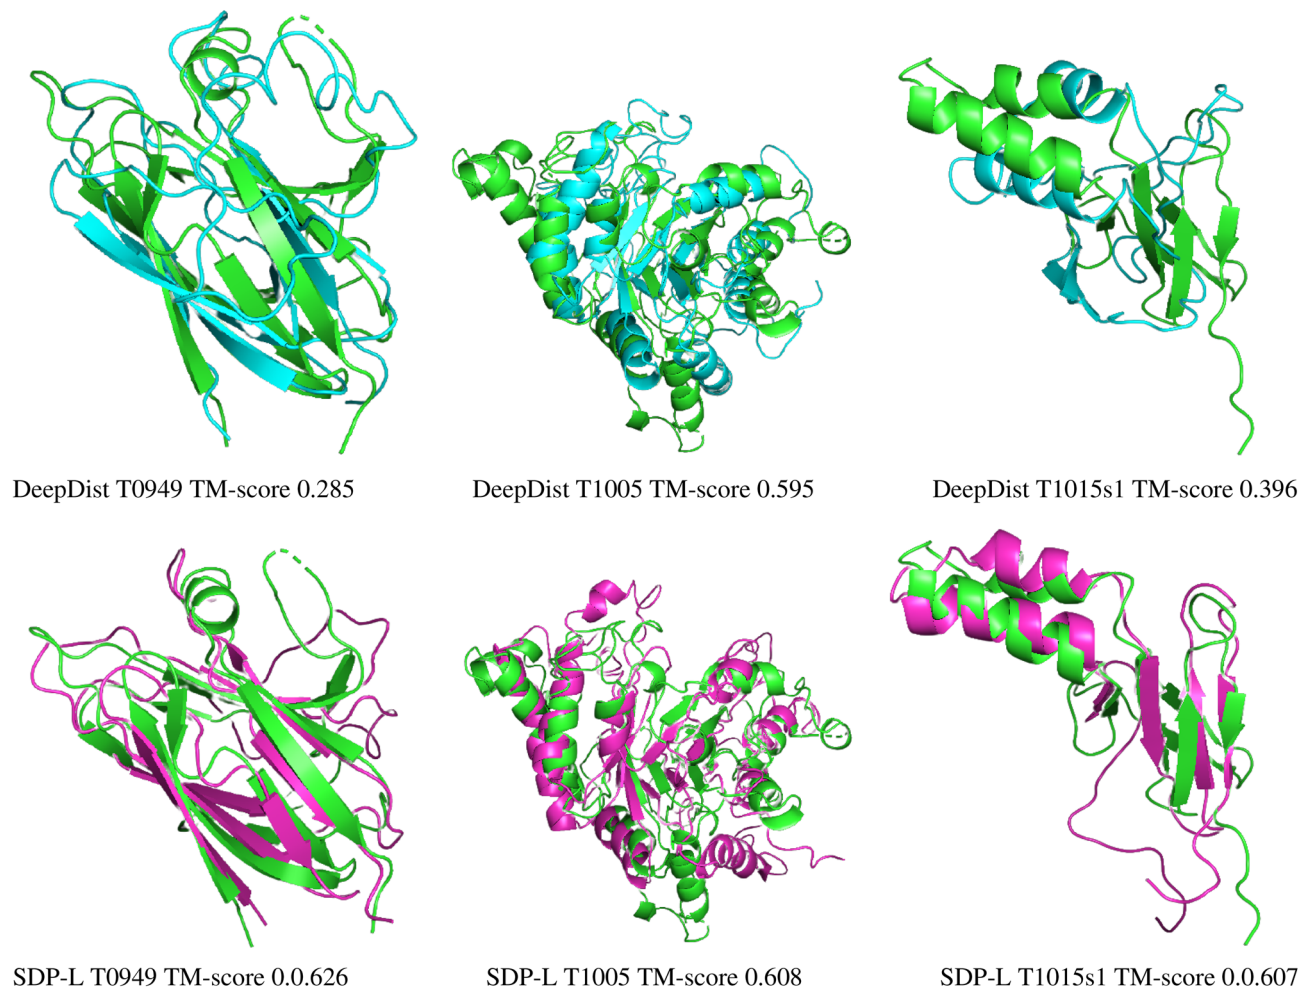 DeepDist T0949 TM-score 0.285
DeepDist T1005 TM-score 0.595
DeepDist T1015s1 TM-score 0.396
SDP-L T0949 TM-score 0.0.626
SDP-L T1005 TM-score 0.608
SDP-L T1015s1 TM-score 0.0.607